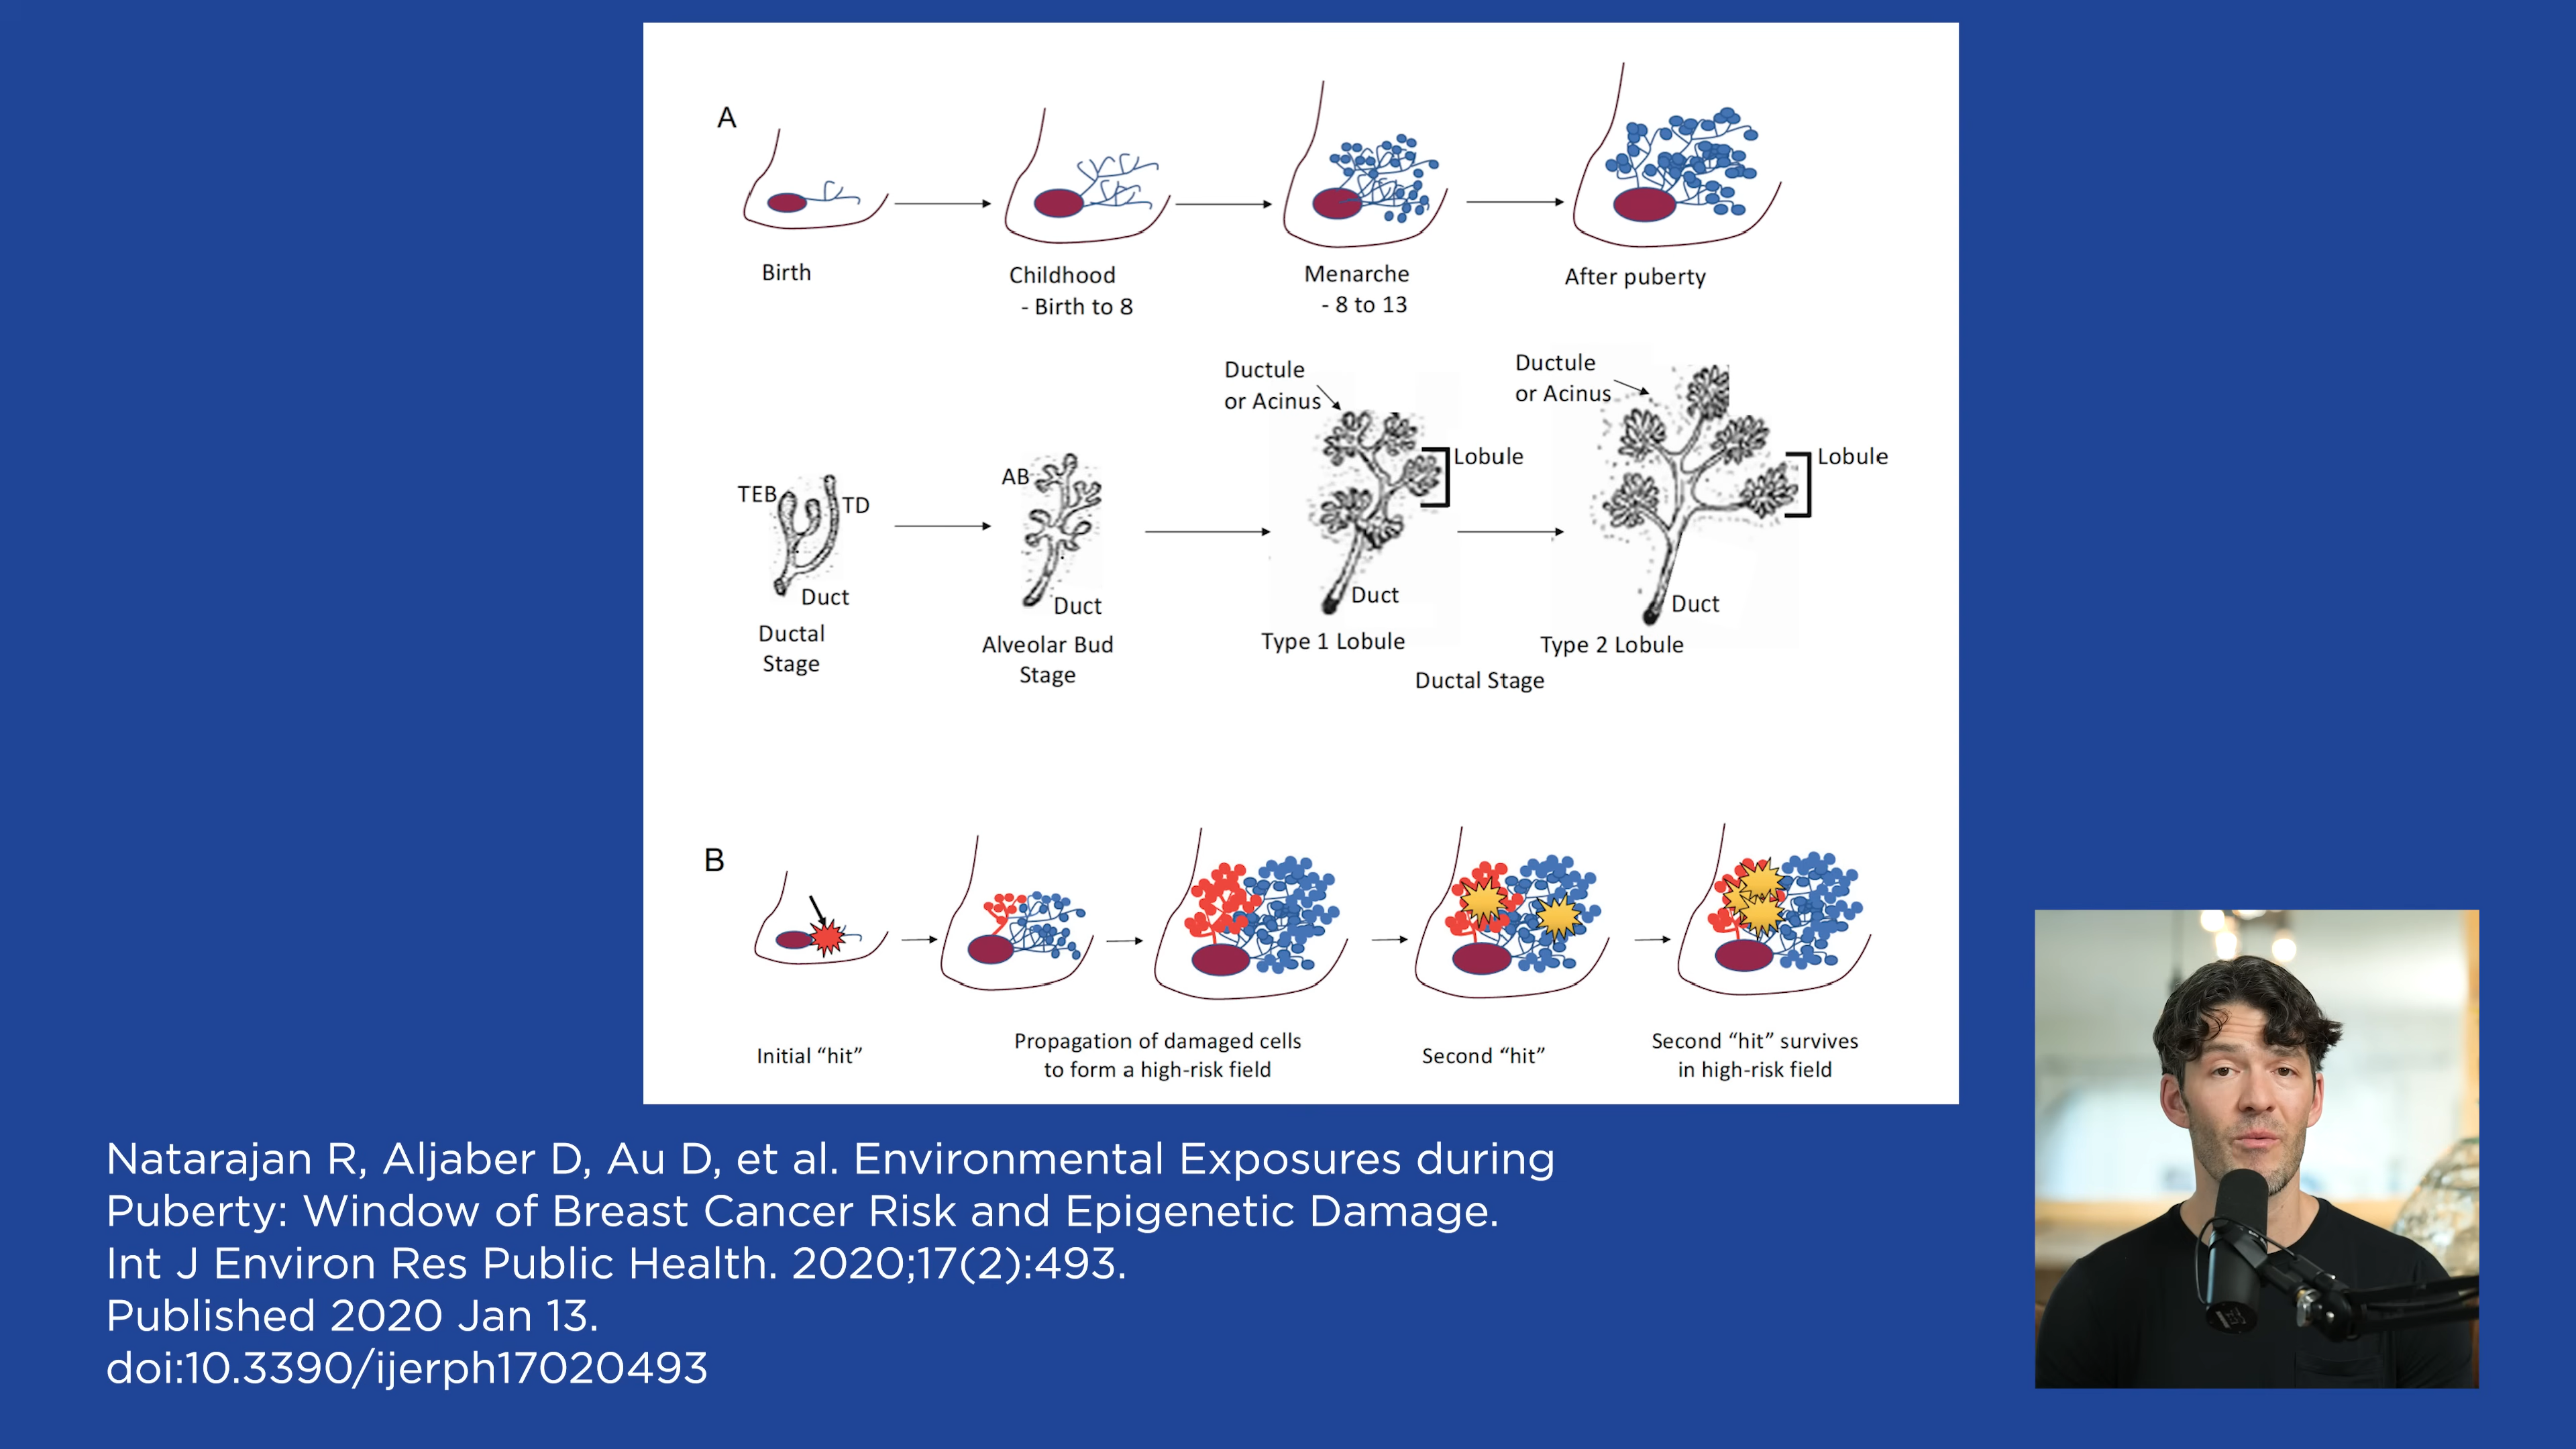 A
Birth
Childhood
- Birth to 8
Menarche
- 8 to 13
After puberty
TEB
TD
Duct
Ductal
Stage
AB
Duct
Alveolar Bud
Stage
Ductule
or Acinus
Lobule
Duct
Type 1 Lobule
Ductule
or Acinus
Lobule
Duct
Type 2 Lobule
Ductal Stage
B
Initial “hit”
Propagation of damaged cells
to form a high-risk field
Second “hit”
Second “hit” survives
in high-risk field
Natarajan R, Aljaber D, Au D, et al. Environmental Exposures during
Puberty: Window of Breast Cancer Risk and Epigenetic Damage.
Int J Environ Res Public Health. 2020;17(2):493.
Published 2020 Jan 13.
doi:10.3390/ijerph17020493